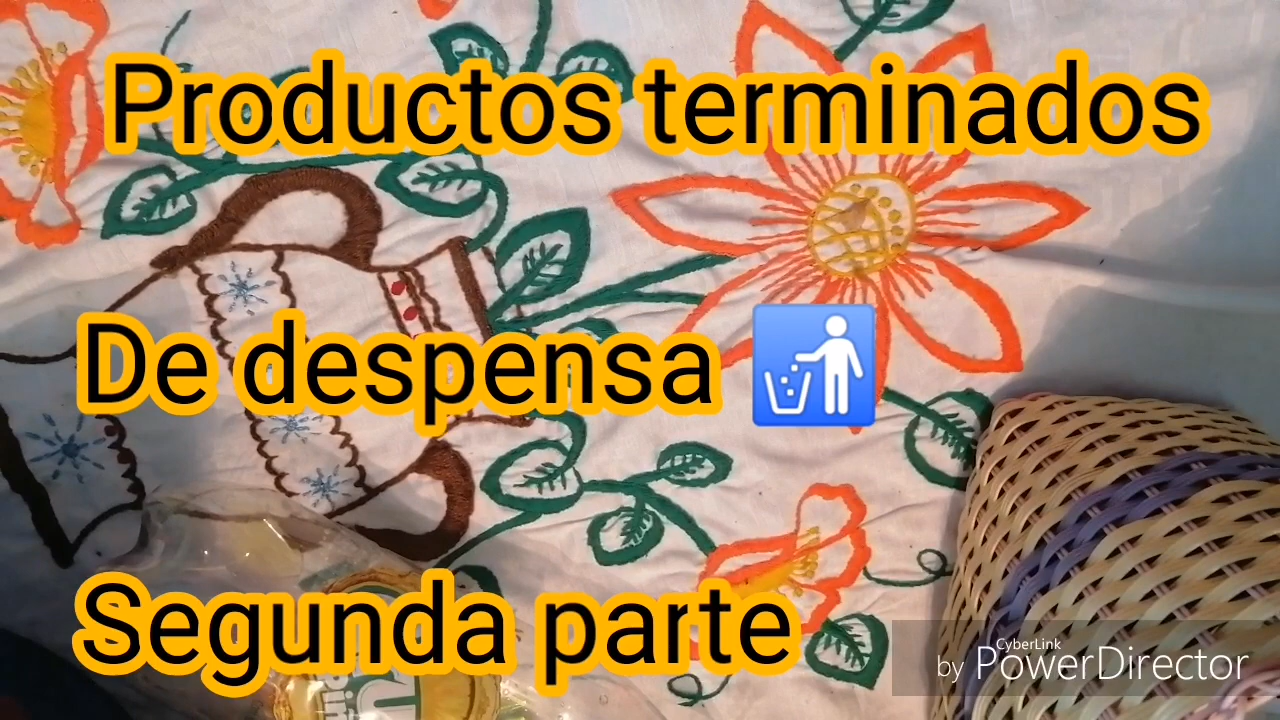 Productos terminados
De despensa 🚮
Segunda parte
CyberLink
by PowerDirector